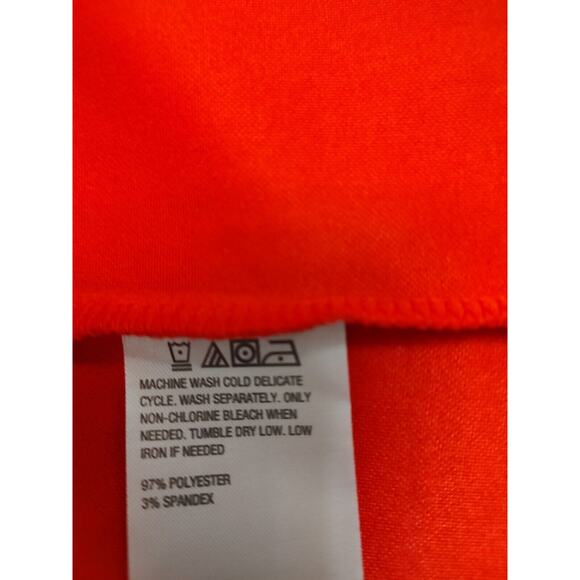 MACHINE WASH COLD DELICATE
CYCLE. WASH SEPARATELY. ONLY
NON-CHLORINE BLEACH WHEN
NEEDED. TUMBLE DRY LOW. LOW
IRON IF NEEDED
97% POLYESTER
3% SPANDEX